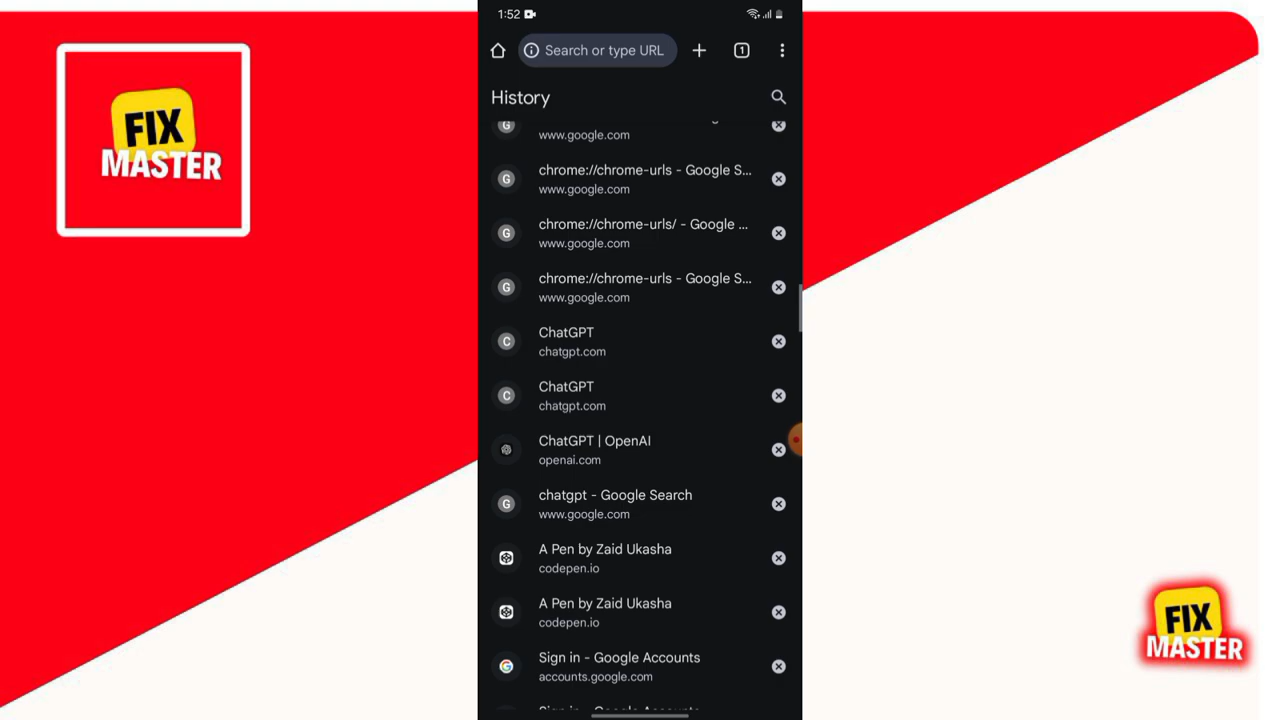 1:52
Search or type URL
1
FIX
MASTER
History
www.google.com
chrome://chrome-urls - Google S...
www.google.com
chrome://chrome-urls/ - Google ...
www.google.com
chrome://chrome-urls - Google S...
www.google.com
ChatGPT
chatgpt.com
ChatGPT
chatgpt.com
ChatGPT | OpenAI
openai.com
chatgpt - Google Search
www.google.com
A Pen by Zaid Ukasha
codepen.io
A Pen by Zaid Ukasha
codepen.io
Sign in - Google Accounts
accounts.google.com
FIX
MASTER